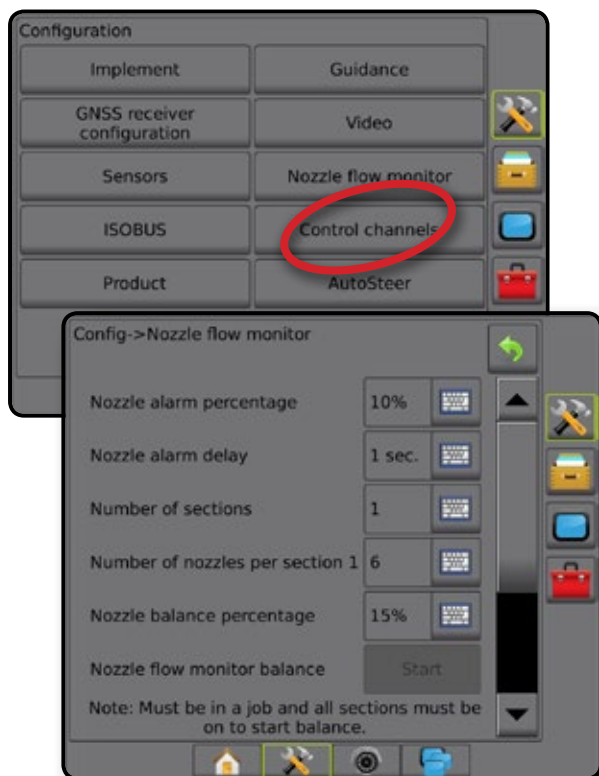 Configuration
Implement
Guidance
GNSS receiver
configuration
Video
Sensors
Nozzle flow monitor
ISOBUS
Control channels
Product
AutoSteer
Config->Nozzle flow monitor
Nozzle alarm percentage
10%
Nozzle alarm delay
1 sec.
Number of sections
1
Number of nozzles per section 1
6
Nozzle balance percentage
15%
Nozzle flow monitor balance
Start
Note: Must be in a job and all sections must be
on to start balance.